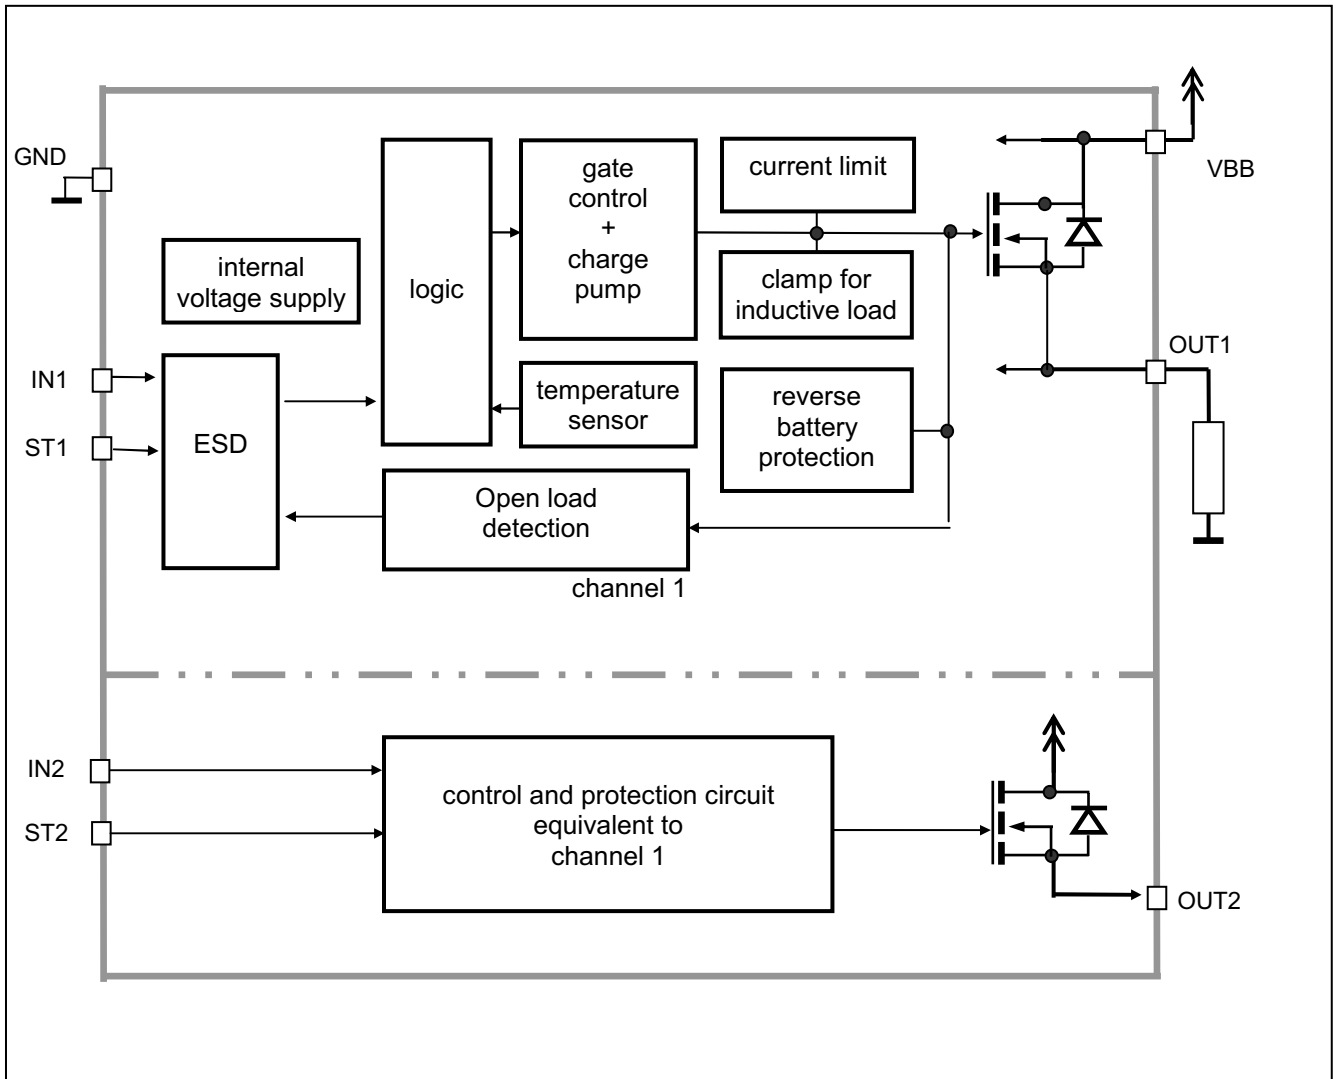 GND
VBB
gate
control
+
charge
pump
current limit
internal
voltage supply
logic
clamp for
inductive load
OUT1
IN1
ST1
ESD
temperature
sensor
reverse
battery
protection
Open load
detection
channel 1
IN2
ST2
control and protection circuit
equivalent to
channel 1
OUT2